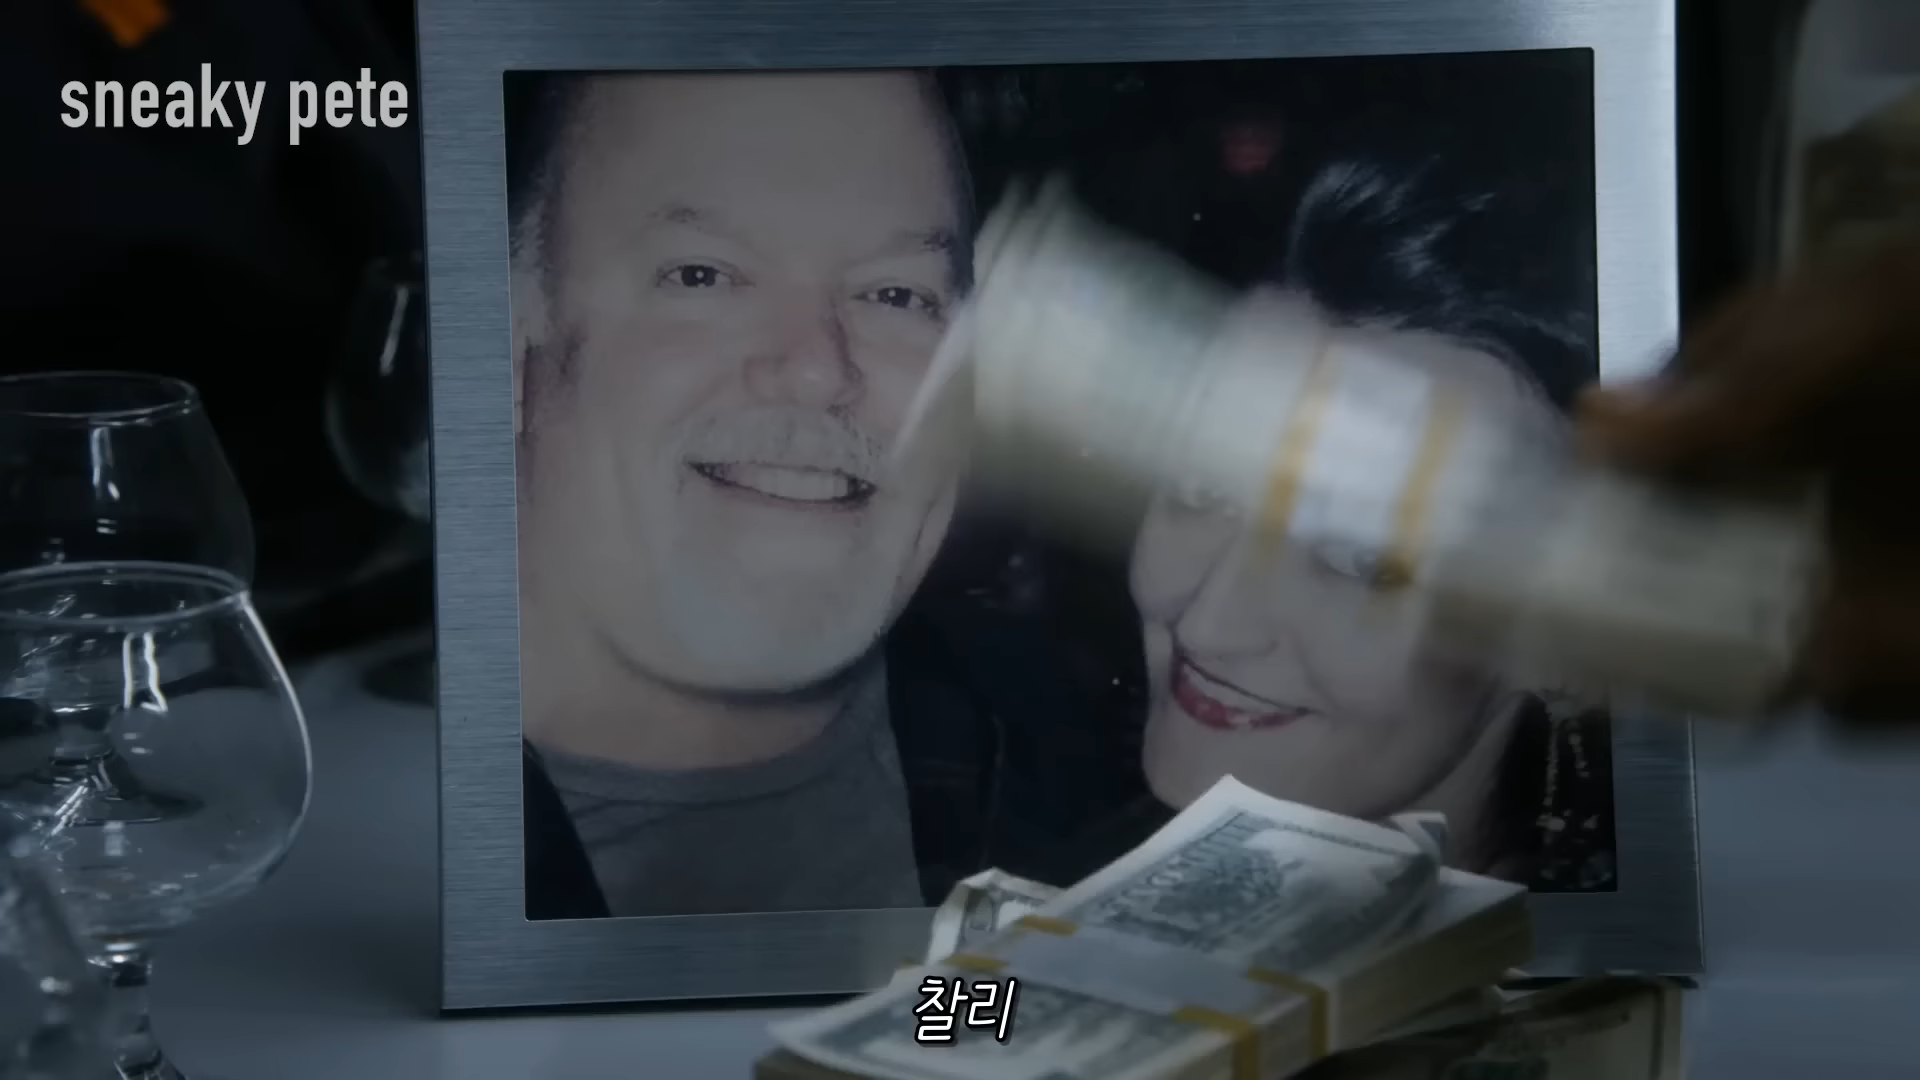 sneaky pete
찰리